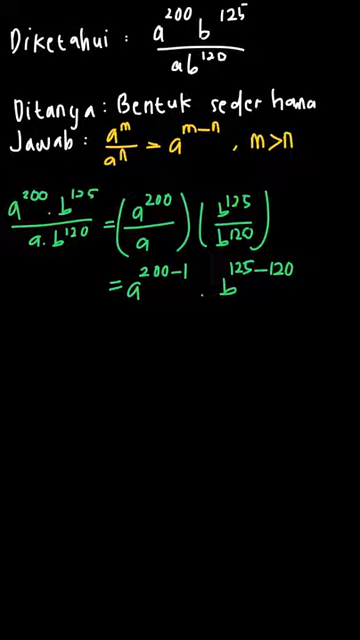 Diketahui : a^200 b^125 / ab^120
Ditanya : Bentuk sederhana
Jawab : a^m / a^n = a^(m-n) , m>n
a^200 . b^125 / a . b^120 = (a^200 / a) (b^125 / b^120)
= a^(200-1) . b^(125-120)